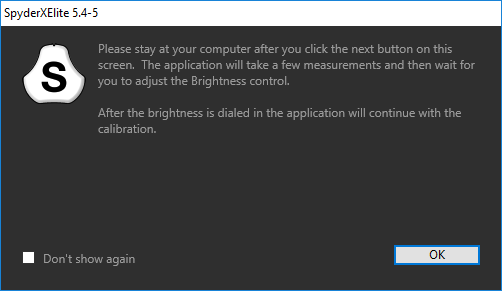 SpyderXElite 5.4-5
Please stay at your computer after you click the next button on this
screen.  The application will take a few measurements and then wait for
you to adjust the Brightness control.
After the brightness is dialed in the application will continue with the
calibration.
S
Don't show again
OK